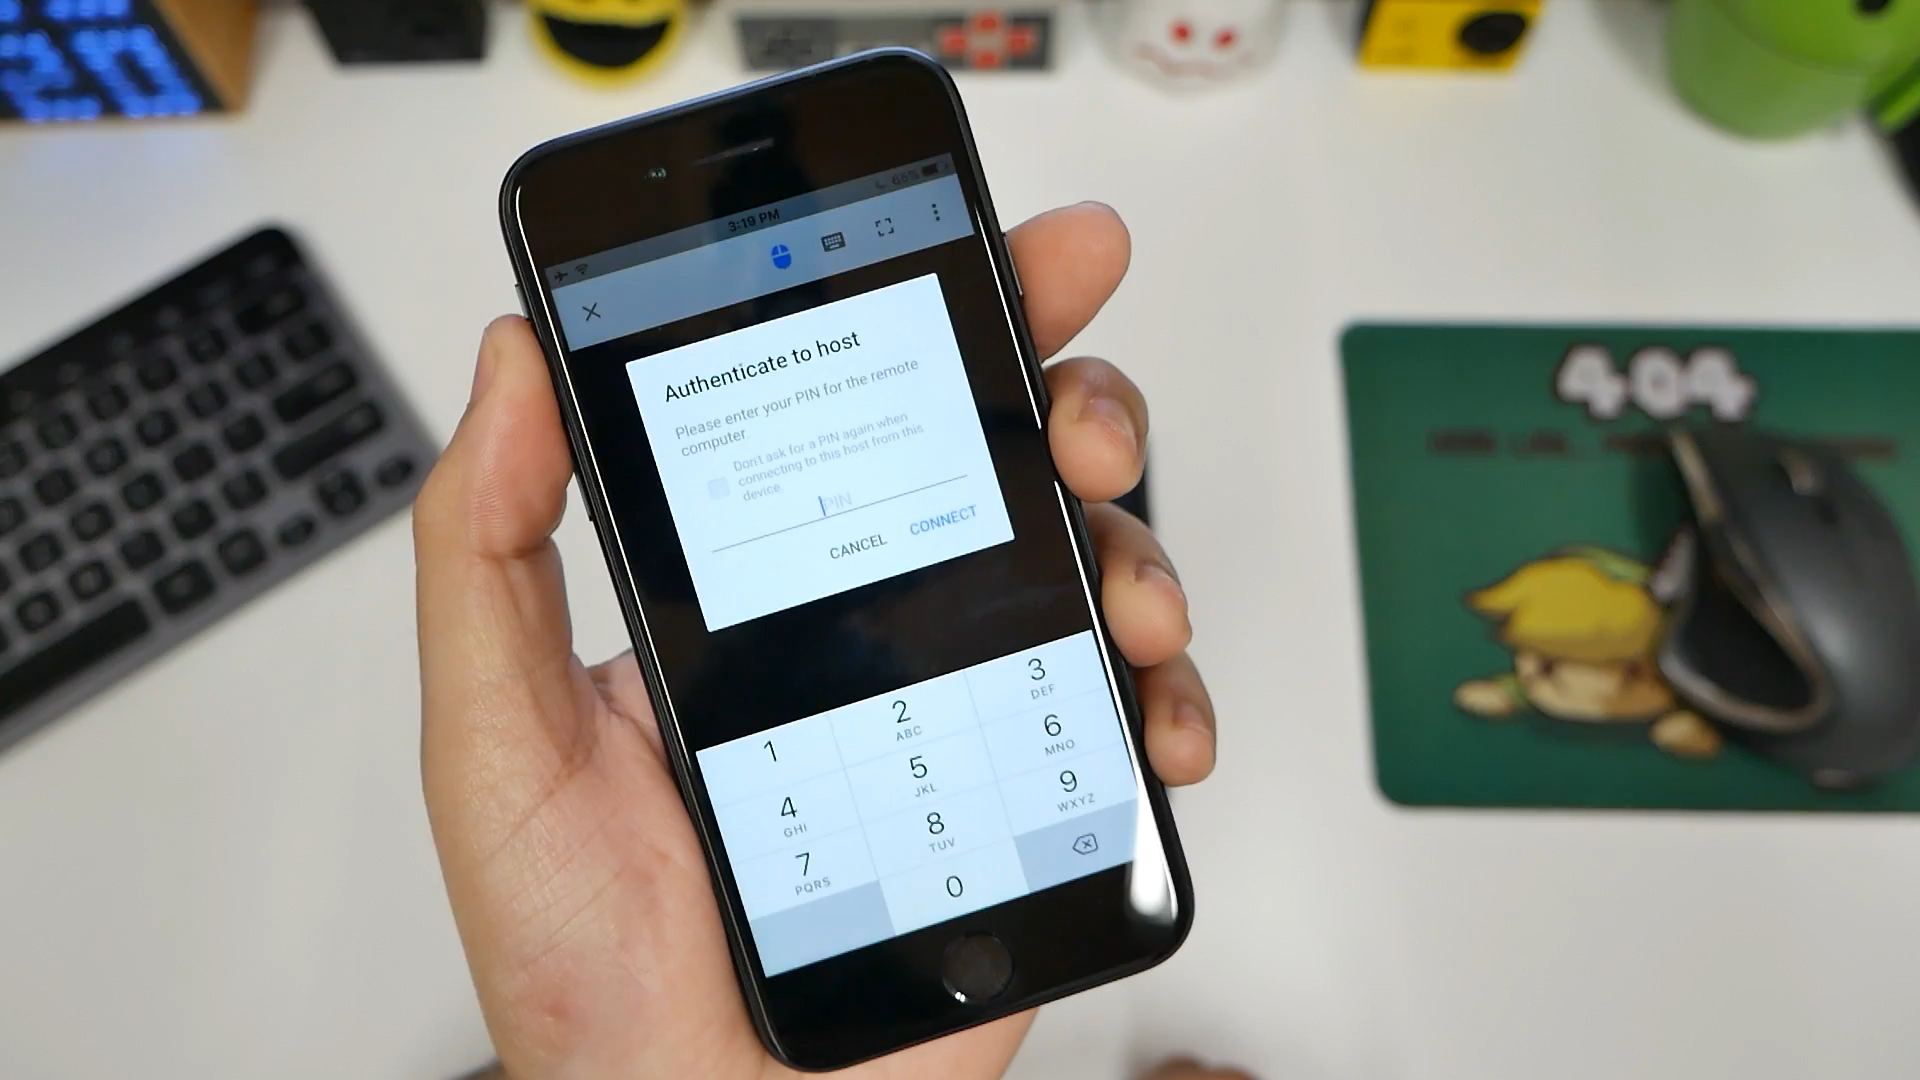 3:19 PM
65%
Authenticate to host
Please enter your PIN for the remote
computer.
Don't ask for a PIN again when
connecting to this host from this
device.
PIN
CANCEL
CONNECT
1
2
ABC
3
DEF
4
GHI
5
JKL
6
MNO
7
PQRS
8
TUV
9
WXYZ
0
404